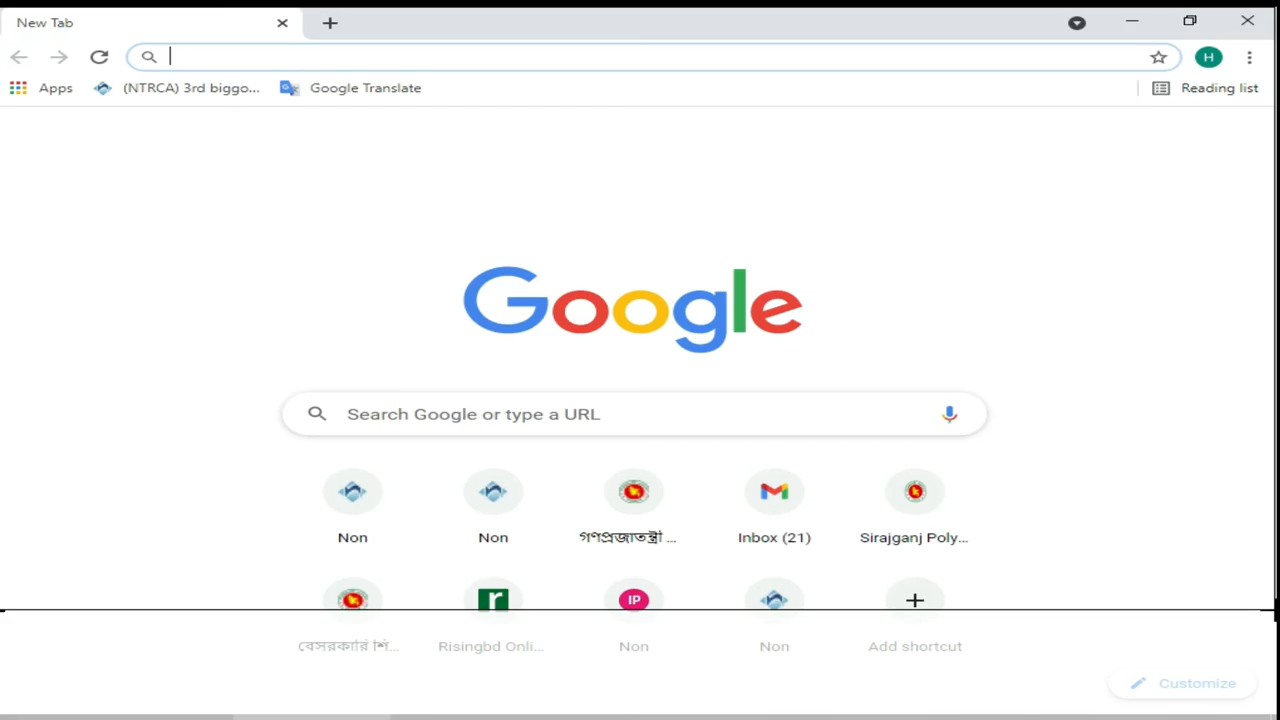 New Tab
H
Apps (NTRCA) 3rd biggo... Google Translate Reading list
Google
Search Google or type a URL
Non Non গণপ্রজাতন্ত্রী ... Inbox (21) Sirajganj Poly...
r IP
বেসরকারি শি... Risingbd Onli... Non Non Add shortcut
Customize